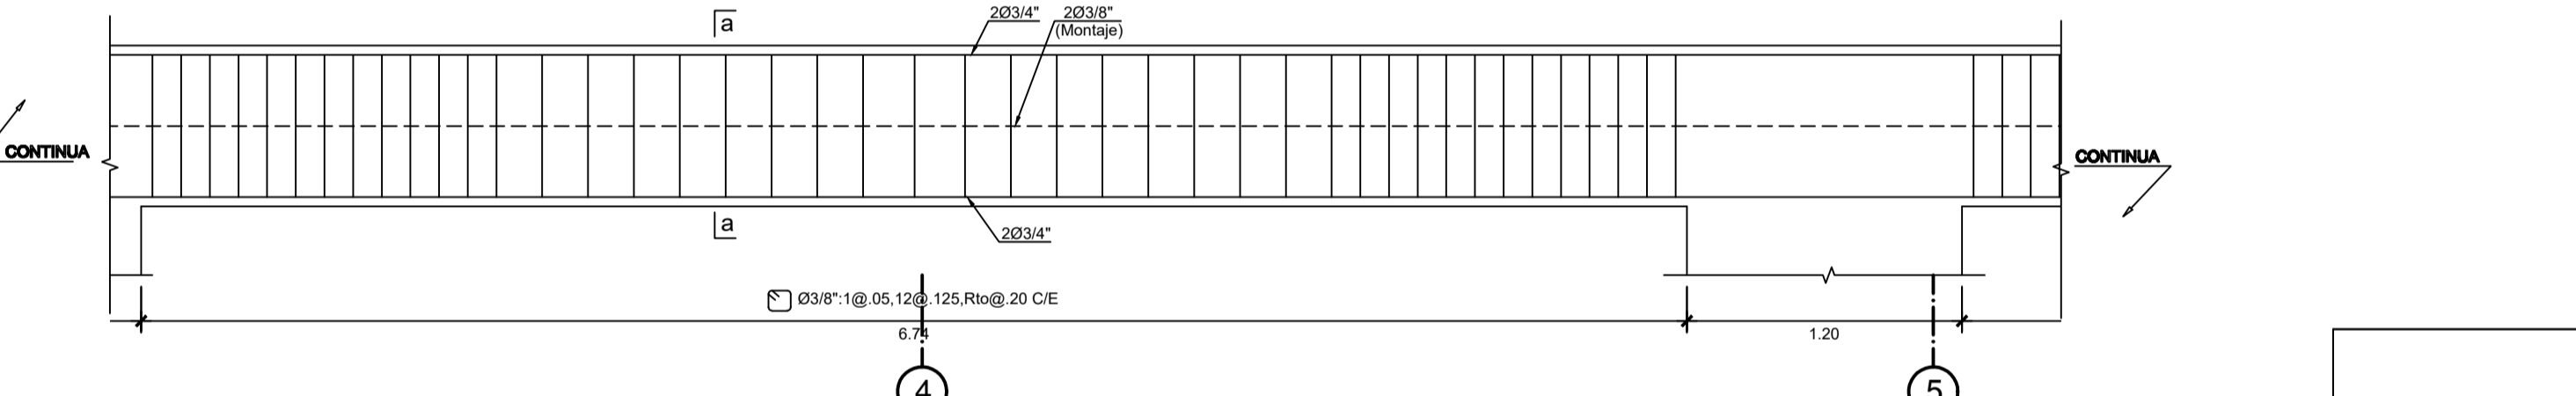 a
2Ø3/4"
2Ø3/8"
(Montaje)
CONTINUA
CONTINUA
a
2Ø3/4"
Ø3/8":1@.05,12@.125,Rto@.20 C/E
6.74
1.20
4
5